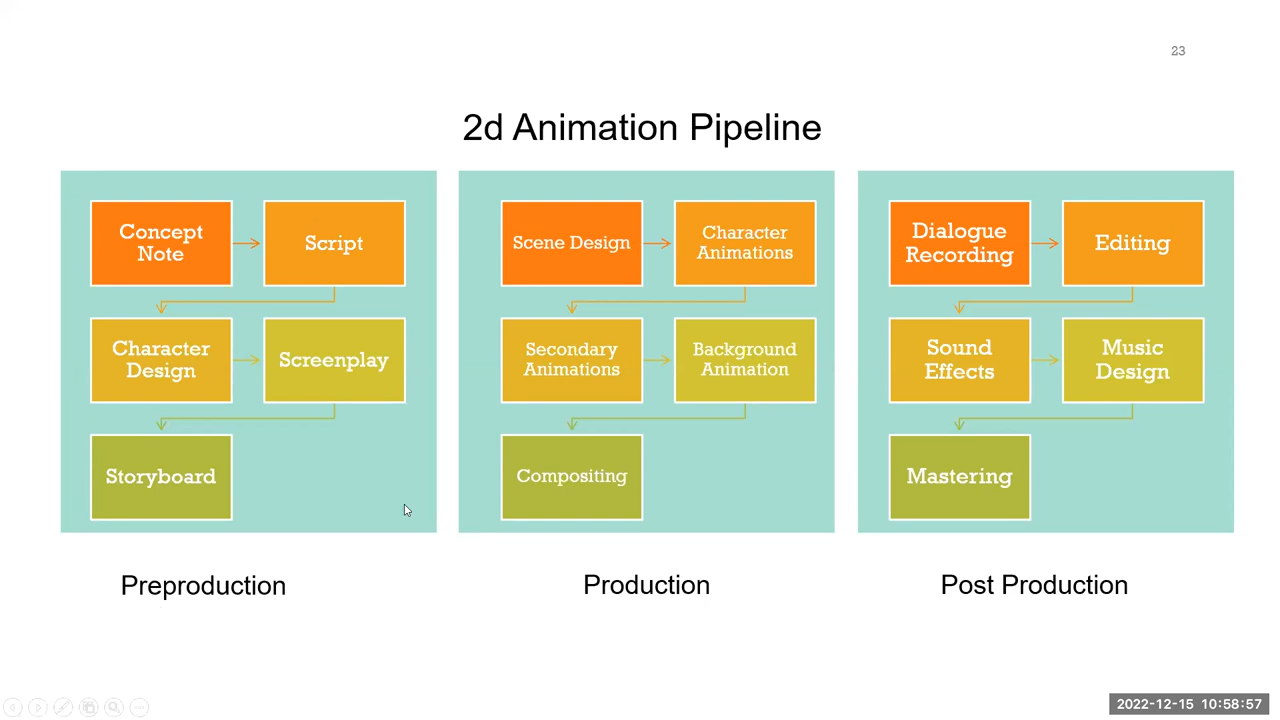 23
2d Animation Pipeline
Concept
Note
Script
Character
Design
Screenplay
Storyboard
Scene Design
Character
Animations
Secondary
Animations
Background
Animation
Compositing
Dialogue
Recording
Editing
Sound
Effects
Music
Design
Mastering
Preproduction
Production
Post Production
2022-12-15 10:58:57